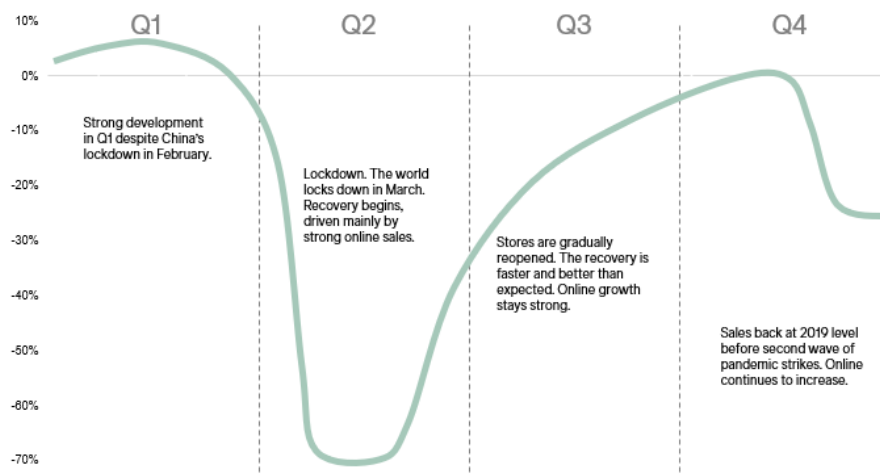 10%
Q1
Q2
Q3
Q4
0%
-10%
-20%
-30%
-40%
-50%
-60%
-70%
Strong development
in Q1 despite China's
lockdown in February.
Lockdown. The world
locks down in March.
Recovery begins,
driven mainly by
strong online sales.
Stores are gradually
reopened. The recovery is
faster and better than
expected. Online growth
stays strong.
Sales back at 2019 level
before second wave of
pandemic strikes. Online
continues to increase.